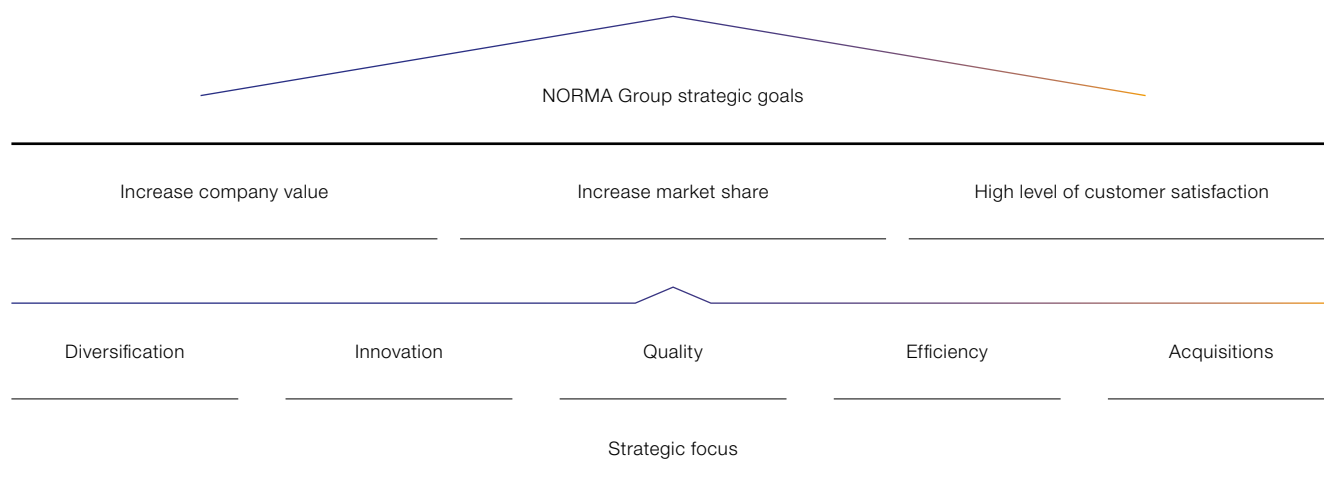 NORMA Group strategic goals
Increase company value
Increase market share
High level of customer satisfaction
Diversification
Innovation
Quality
Efficiency
Acquisitions
Strategic focus